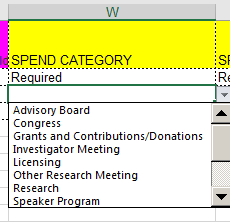 W
SPEND CATEGORY
Required
Advisory Board
Congress
Grants and Contributions/Donations
Investigator Meeting
Licensing
Other Research Meeting
Research
Speaker Program